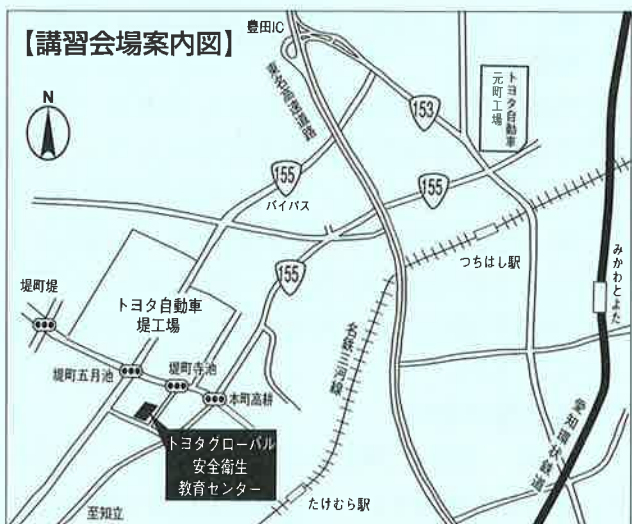 【講習会場案内図】
豊田IC
N
東名高速道路
153
トヨタ自動車
元町工場
155
バイパス
155
155
つちはし駅
みかわとよた
堤町堤
トヨタ自動車
堤工場
名鉄三河線
堤町五月池
堤町寺池
本町高耕
愛知環状鉄道
トヨタグローバル
安全衛生
教育センター
たけむら駅
至知立